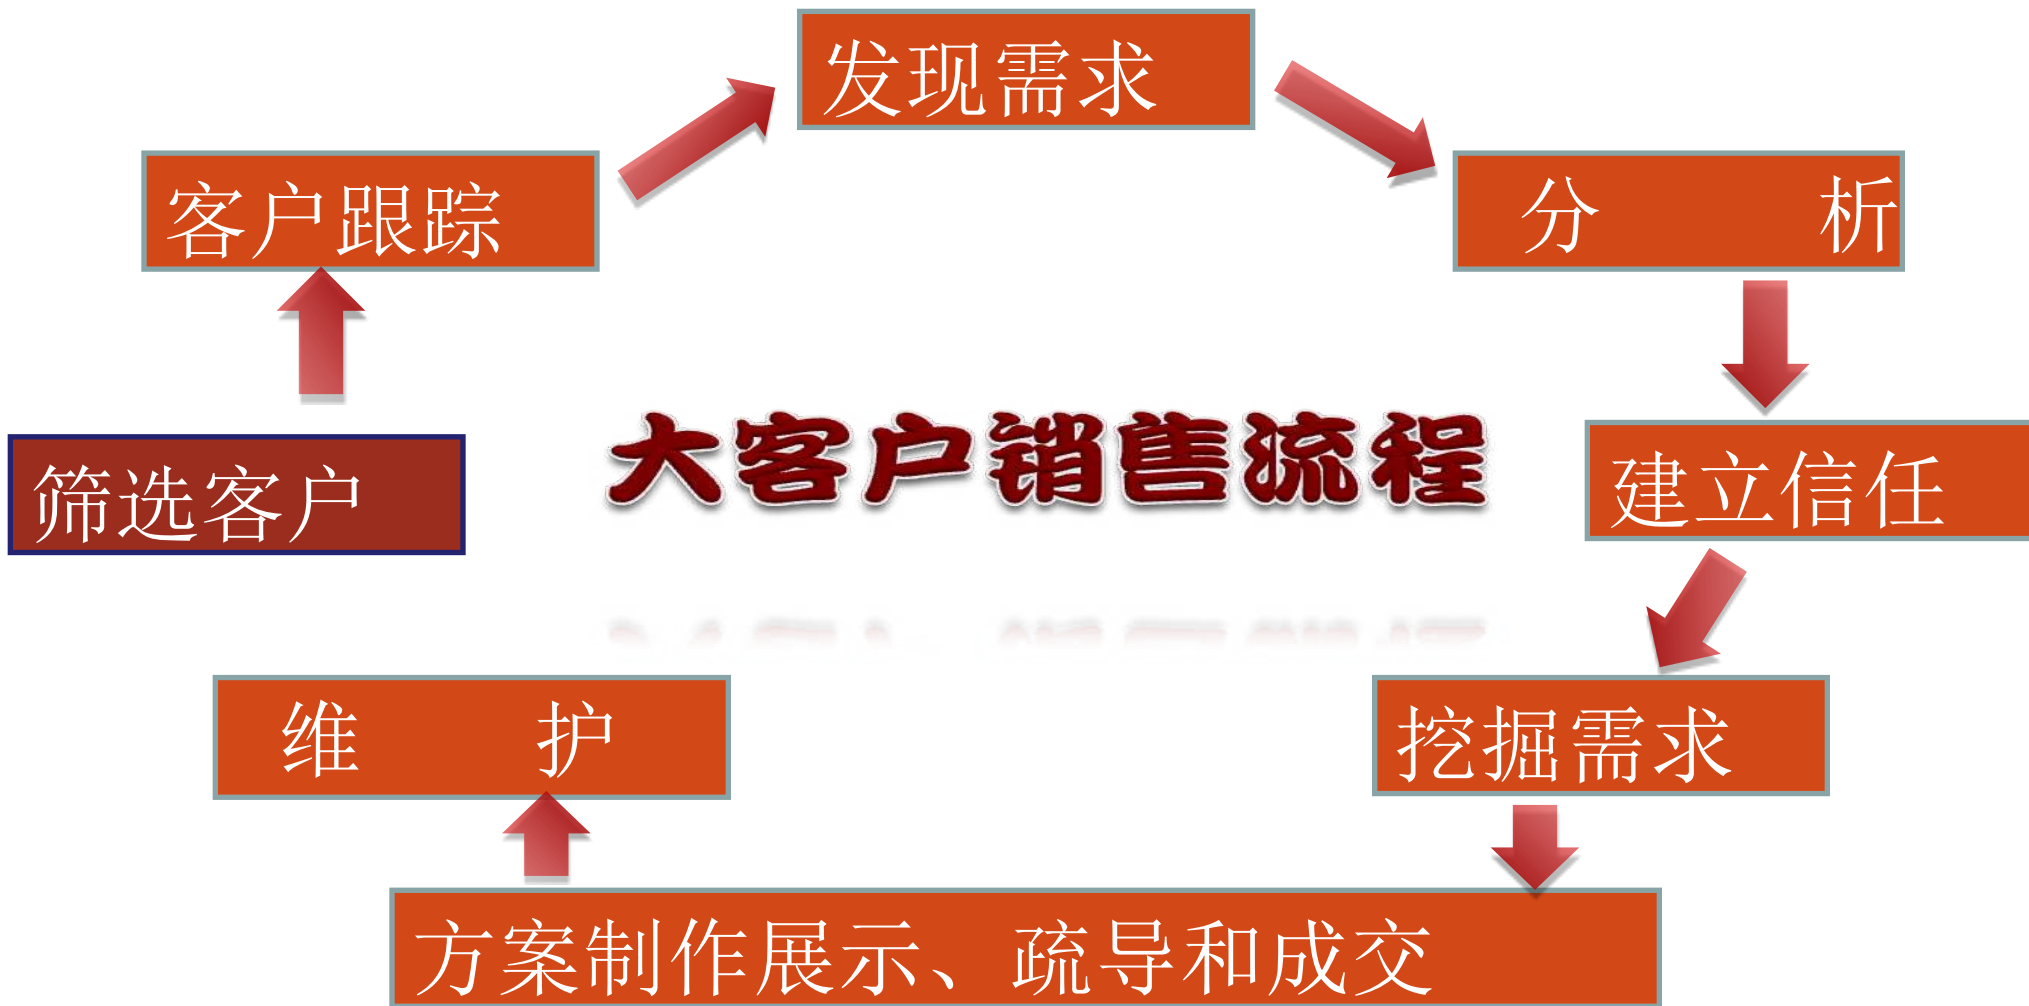 发现需求
客户跟踪
分 析
大客户销售流程
筛选客户
建立信任
维 护
挖掘需求
方案制作展示、疏导和成交